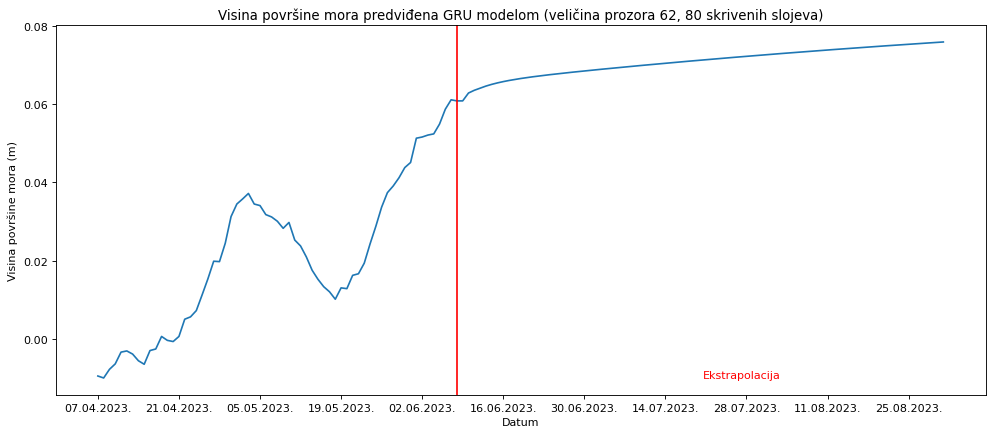 Visina površine mora predviđena GRU modelom (veličina prozora 62, 80 skrivenih slojeva)
0.08
0.06
0.04
0.02
0.00
Visina površine mora (m)
Ekstrapolacija
07.04.2023. 21.04.2023. 05.05.2023. 19.05.2023. 02.06.2023. 16.06.2023. 30.06.2023. 14.07.2023. 28.07.2023. 11.08.2023. 25.08.2023.
Datum